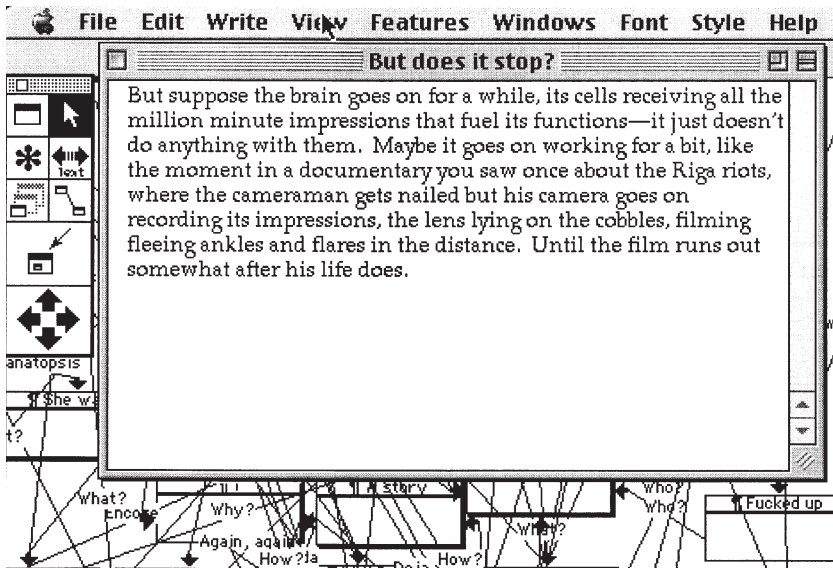 File Edit Write View Features Windows Font Style Help
But does it stop?
But suppose the brain goes on for a while, its cells receiving all the
million minute impressions that fuel its functions—it just doesn't
do anything with them. Maybe it goes on working for a bit, like
the moment in a documentary you saw once about the Riga riots,
where the cameraman gets nailed but his camera goes on
recording its impressions, the lens lying on the cobbles, filming
fleeing ankles and flares in the distance. Until the film runs out
somewhat after his life does.
Text
anatopsis
¶ She wa
t?
A story
Who?
What?
Encore
Why?
Who?
¶ Fucked up
What?
Again, again
How?
How?